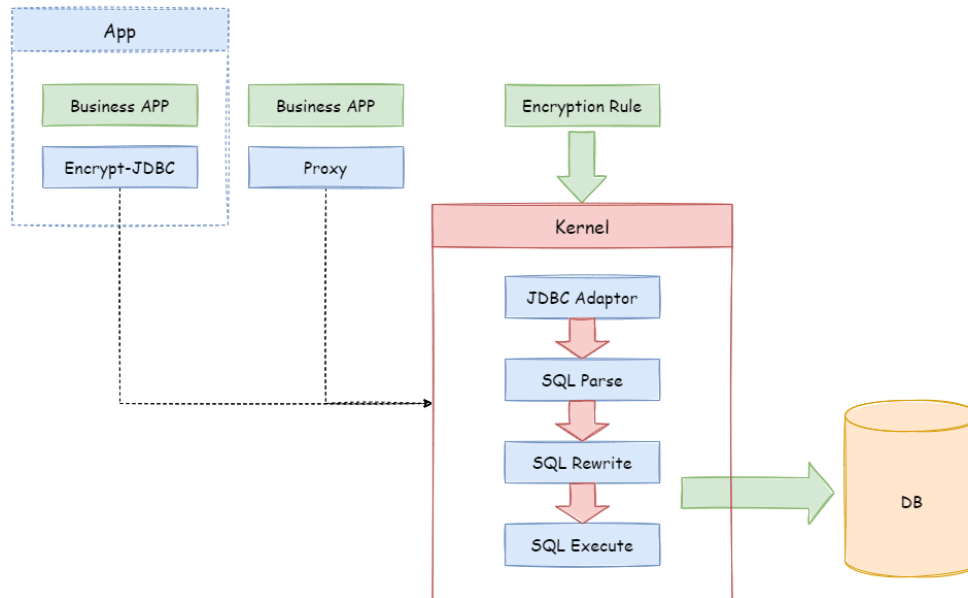 App
Business APP
Business APP
Encryption Rule
Encrypt-JDBC
Proxy
Kernel
JDBC Adaptor
SQL Parse
SQL Rewrite
DB
SQL Execute